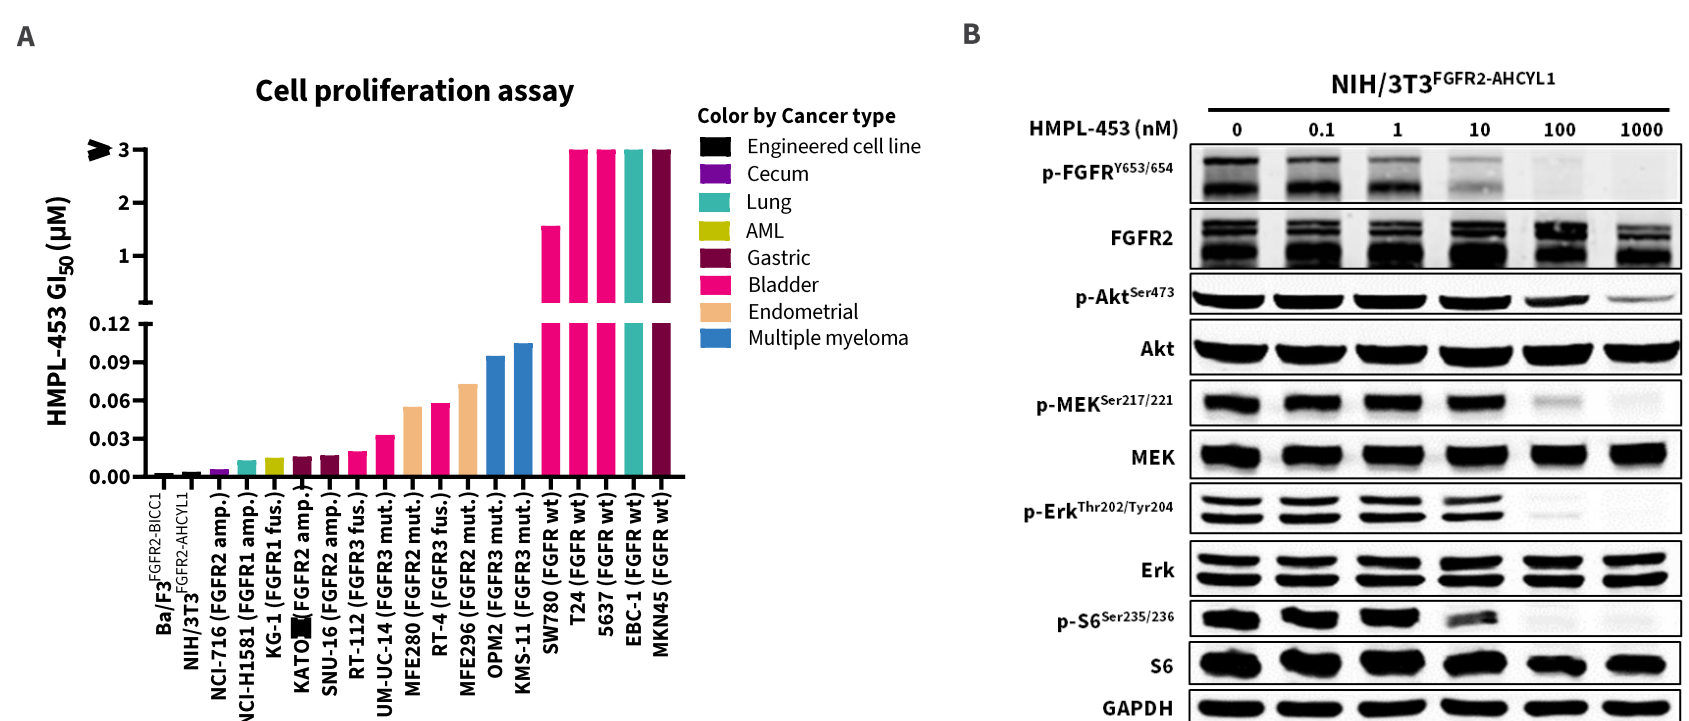 A
Cell proliferation assay
HMPL-453 GI50 (µM)
≥ 3
2
1
0.12
0.09
0.06
0.03
0.00
Ba/F3FGFR2-BICC1
NIH/3T3FGFR2-AHCYL1
NCI-716 (FGFR2 amp.)
NCI-H1581 (FGFR1 amp.)
KG-1 (FGFR1 fus.)
KATO (FGFR2 amp.)
SNU-16 (FGFR2 amp.)
RT-112 (FGFR3 fus.)
UM-UC-14 (FGFR3 mut.)
MFE280 (FGFR2 mut.)
RT-4 (FGFR3 fus.)
MFE296 (FGFR2 mut.)
OPM2 (FGFR3 mut.)
KMS-11 (FGFR3 mut.)
SW780 (FGFR wt)
T24 (FGFR wt)
5637 (FGFR wt)
EBC-1 (FGFR wt)
MKN45 (FGFR wt)
Color by Cancer type
Engineered cell line
Cecum
Lung
AML
Gastric
Bladder
Endometrial
Multiple myeloma
B
NIH/3T3FGFR2-AHCYL1
HMPL-453 (nM) 0 0.1 1 10 100 1000
p-FGFRY653/654
FGFR2
p-AktSer473
Akt
p-MEKSer217/221
MEK
p-ErkThr202/Tyr204
Erk
p-S6Ser235/236
S6
GAPDH